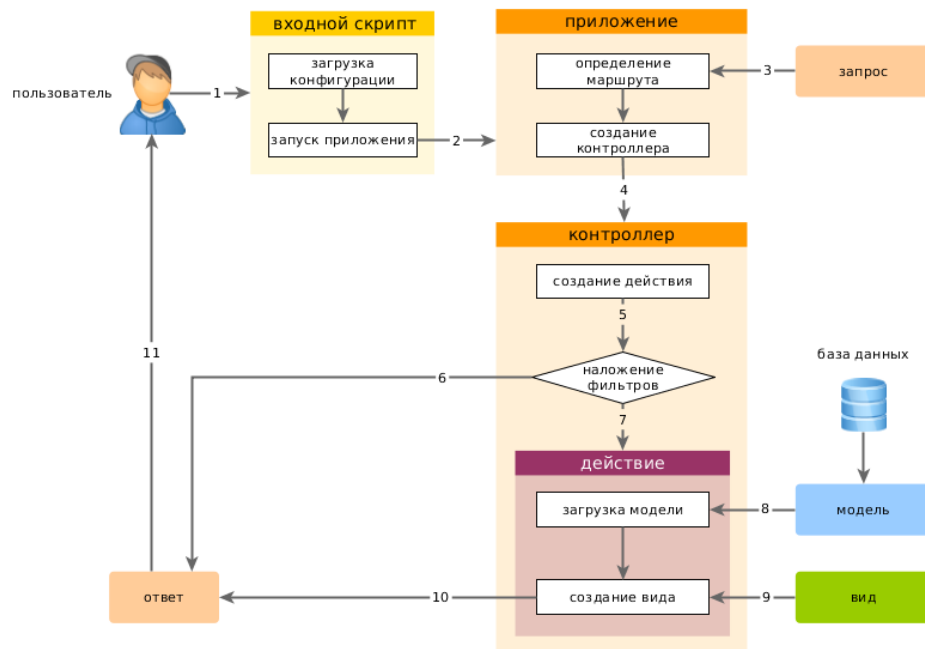 входной скрипт
приложение
загрузка
конфигурации
определение
маршрута
3
запрос
пользователь
1
запуск приложения
2
создание
контроллера
4
контроллер
создание действия
5
11
6
наложение
фильтров
база данных
7
действие
загрузка модели
8
модель
ответ
10
создание вида
9
вид